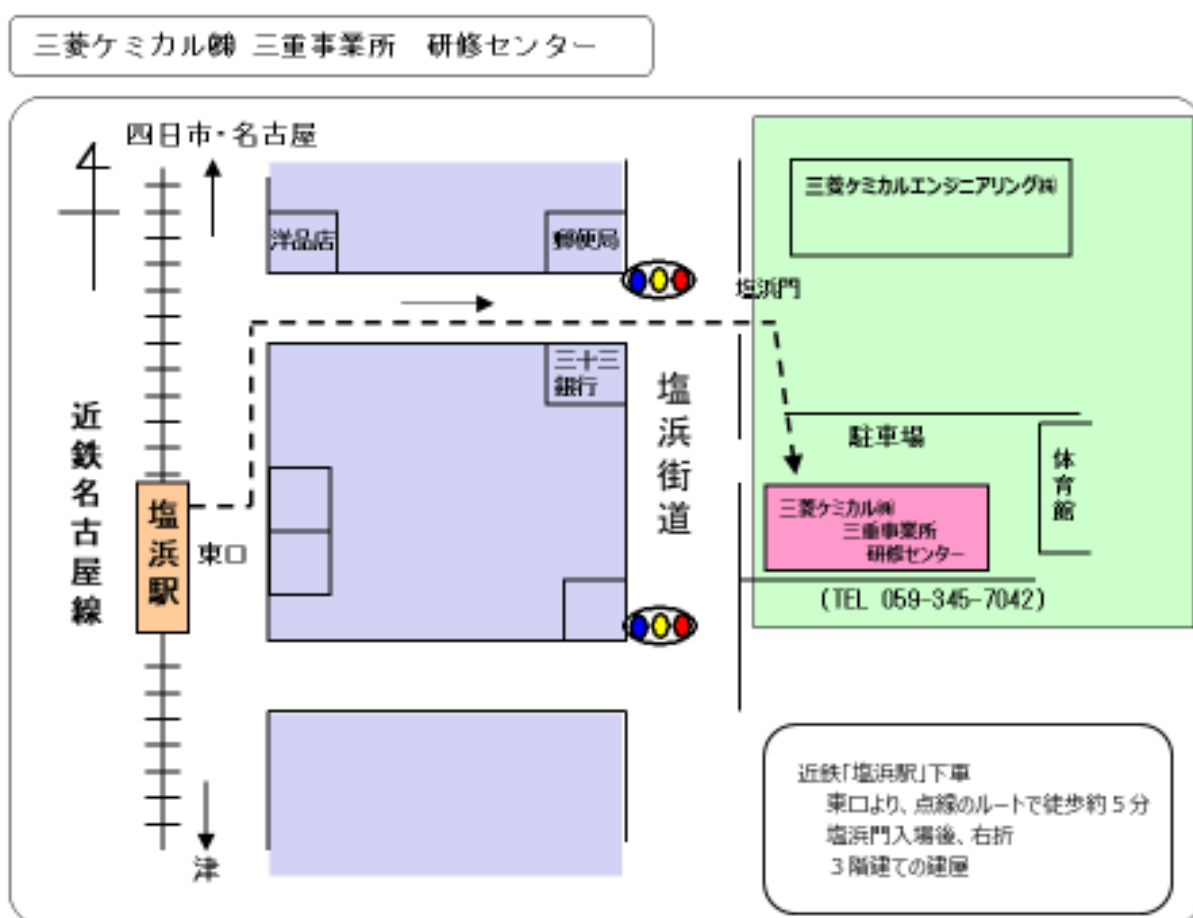 三菱ケミカル㈱ 三重事業所　研修センター
四日市・名古屋
三菱ケミカルエンジニアリング㈱
洋品店
郵便局
塩浜門
三十三
銀行
塩浜街道
近鉄名古屋線
駐車場
体育館
塩浜駅
東口
三菱ケミカル㈱
三重事業所
研修センター
(TEL 059-345-7042)
近鉄「塩浜駅」下車
東口より、点線のルートで徒歩約５分
塩浜門入場後、右折
３階建ての建屋
津